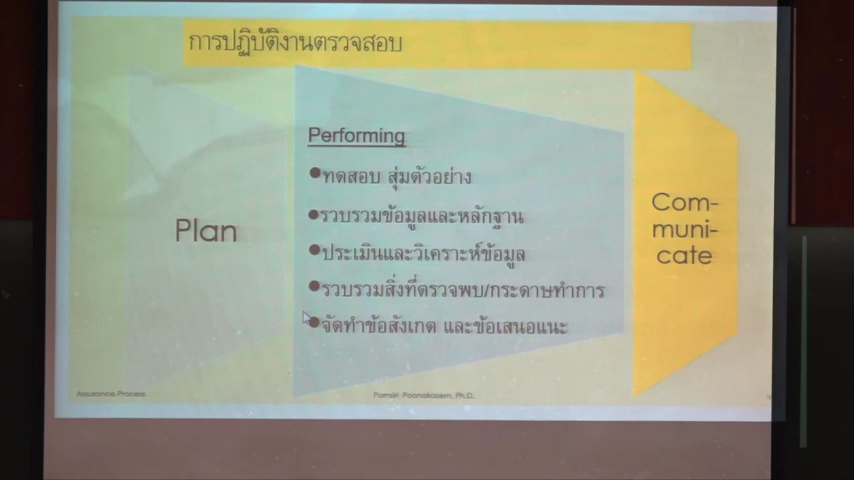 การปฏิบัติงานตรวจสอบ
Plan
Performing
●ทดสอบ สุ่มตัวอย่าง
●รวบรวมข้อมูลและหลักฐาน
●ประเมินและวิเคราะห์ข้อมูล
●รวบรวมสิ่งที่ตรวจพบ/กระดาษทำการ
●จัดทำข้อสังเกต และข้อเสนอแนะ
Com-
muni-
cate
Assurance Process
Pornsiri Poonakasem, Ph.D.